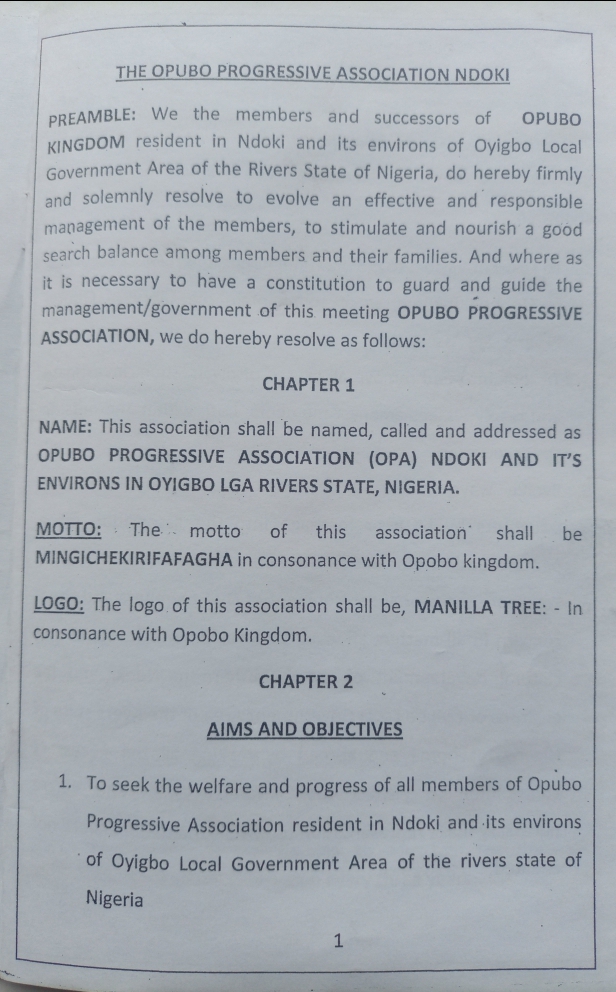 THE OPUBO PROGRESSIVE ASSOCIATION NDOKI
PREAMBLE: We the members and successors of OPUBO
KINGDOM resident in Ndoki and its environs of Oyigbo Local
Government Area of the Rivers State of Nigeria, do hereby firmly
and solemnly resolve to evolve an effective and responsible
management of the members, to stimulate and nourish a good
search balance among members and their families. And where as
it is necessary to have a constitution to guard and guide the
management/government of this meeting OPUBO PROGRESSIVE
ASSOCIATION, we do hereby resolve as follows:
CHAPTER 1
NAME: This association shall be named, called and addressed as
OPUBO PROGRESSIVE ASSOCIATION (OPA) NDOKI AND IT'S
ENVIRONS IN OYIGBO LGA RIVERS STATE, NIGERIA.
MOTTO: The motto of this association shall be
MINGICHEKIRIFAFAGHA in consonance with Opobo kingdom.
LOGO: The logo of this association shall be, MANILLA TREE: - In
consonance with Opobo Kingdom.
CHAPTER 2
AIMS AND OBJECTIVES
1. To seek the welfare and progress of all members of Opubo
Progressive Association resident in Ndoki and its environs
of Oyigbo Local Government Area of the rivers state of
Nigeria
1